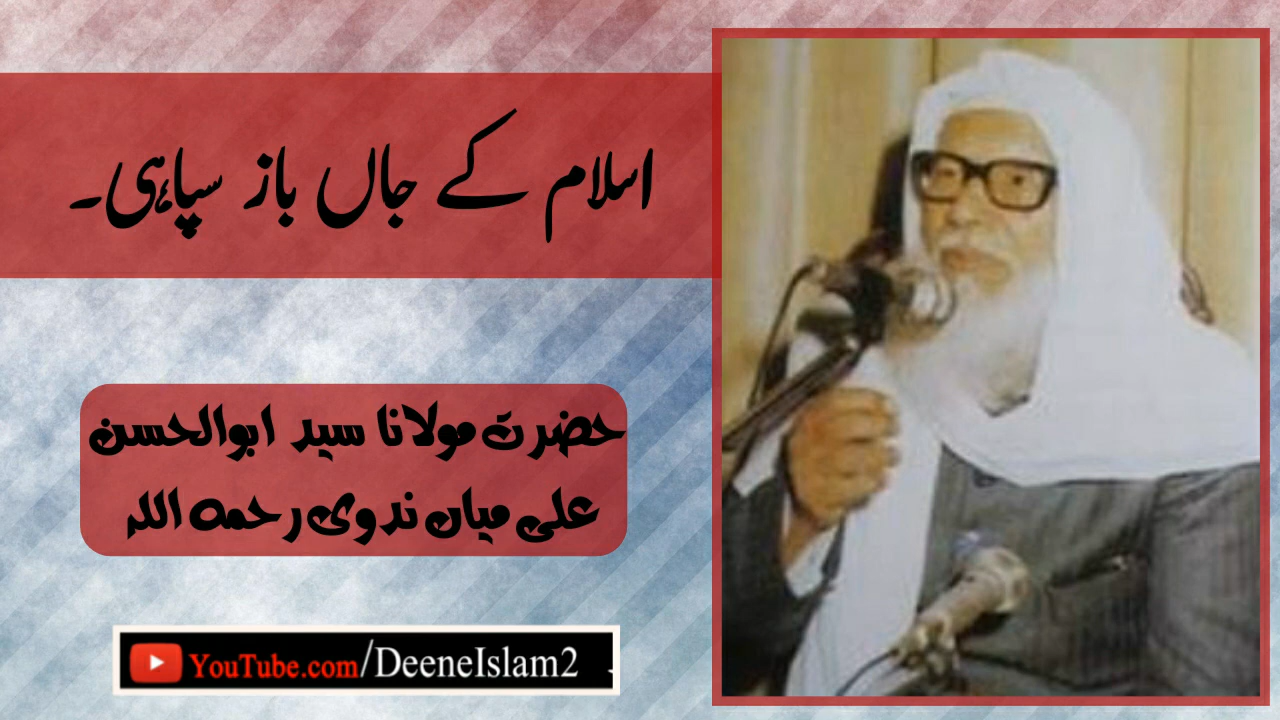 اسلام کے جاں باز سپاہی۔
حضرت مولانا سید ابوالحسن
علی میاں ندوی رحمہ اللہ
YouTube.com/DeeneIslam2